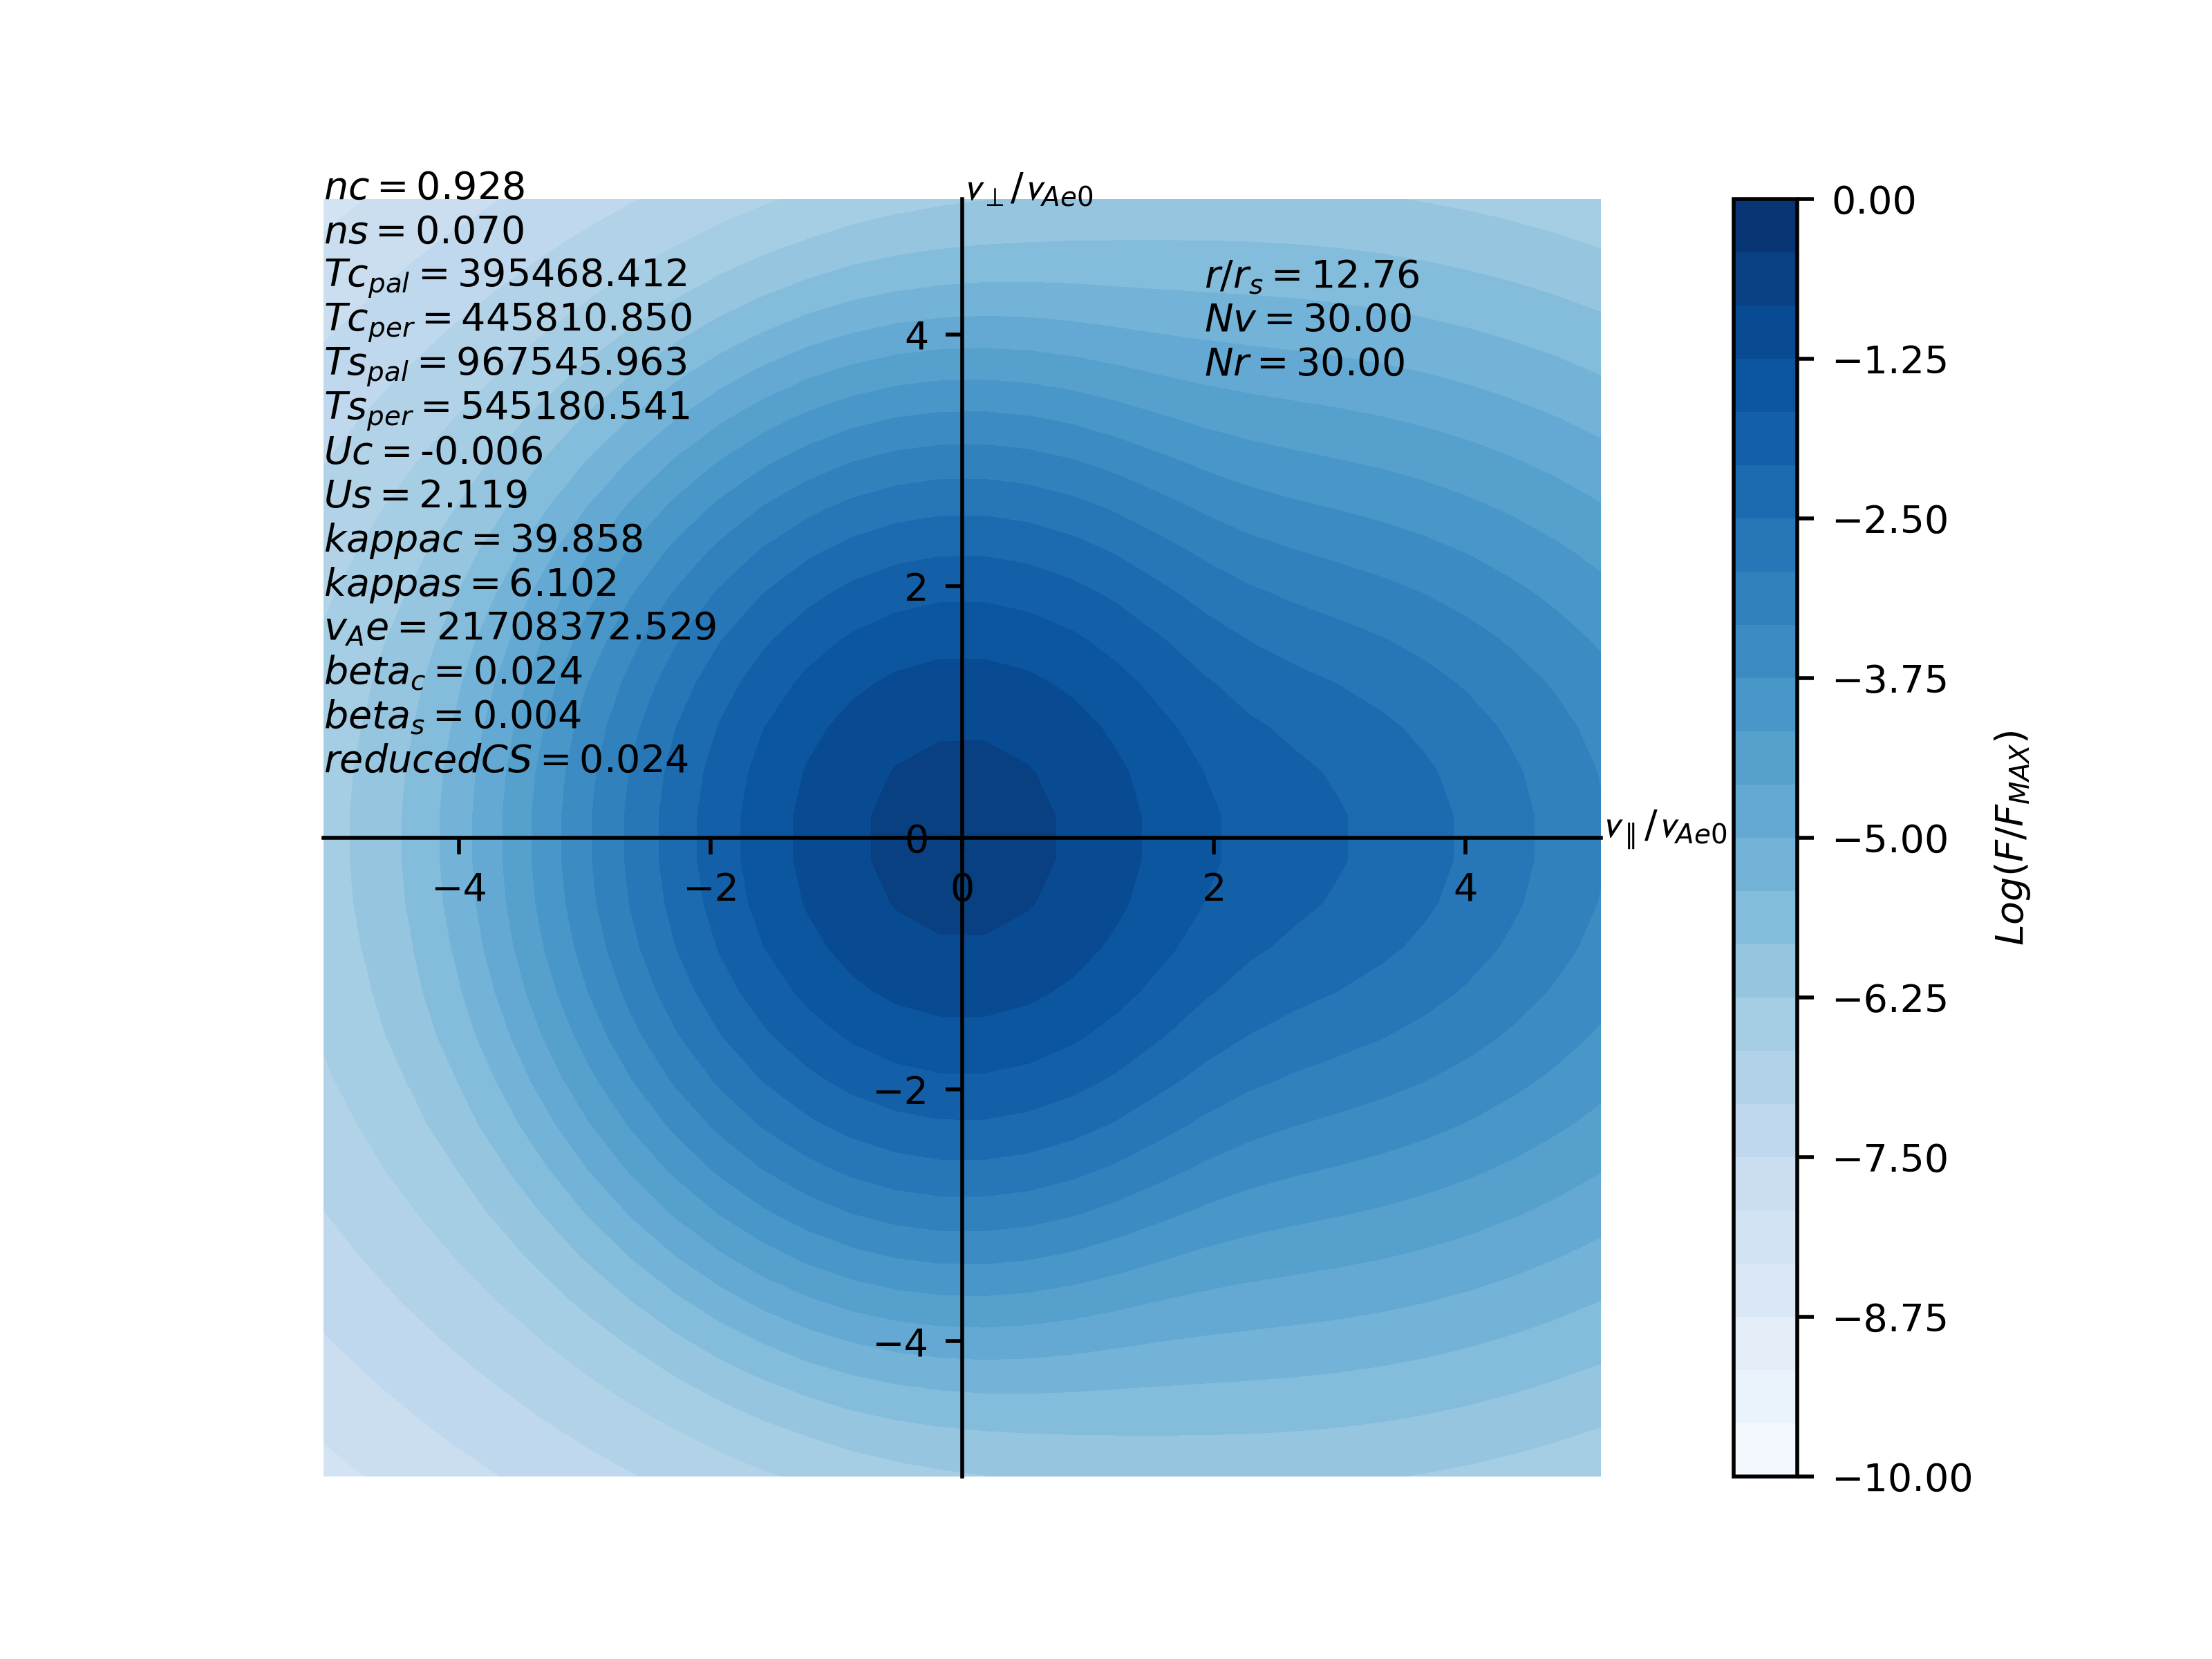 nc = 0.928
ns = 0.070
Tc_pal = 395468.412
Tc_per = 445810.850
Ts_pal = 967545.963
Ts_per = 545180.541
Uc = -0.006
Us = 2.119
kappac = 39.858
kappas = 6.102
v_Ae = 21708372.529
beta_c = 0.024
beta_s = 0.004
reducedCS = 0.024
v_⊥/v_Ae0
r/r_s = 12.76
Nv = 30.00
Nr = 30.00
4
2
0
−2
−4
−4
−2
0
2
4
v_∥/v_Ae0
0.00
−1.25
−2.50
−3.75
−5.00
−6.25
−7.50
−8.75
−10.00
Log(F/F_MAX)